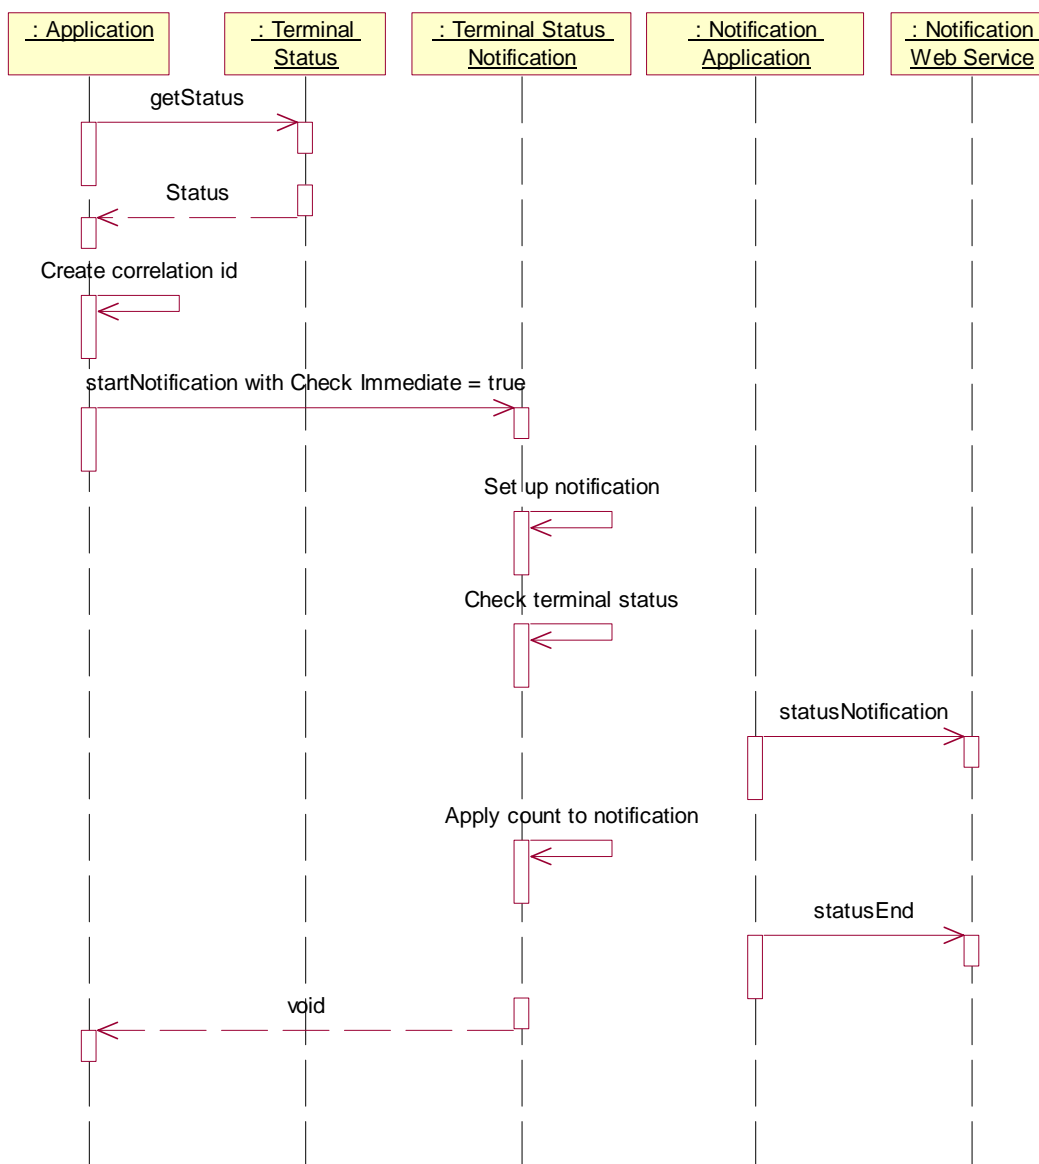 : Application
: Terminal
Status
: Terminal Status
Notification
: Notification
Application
: Notification
Web Service
getStatus
Status
Create correlation id
startNotification with Check Immediate = true
Set up notification
Check terminal status
statusNotification
Apply count to notification
statusEnd
void